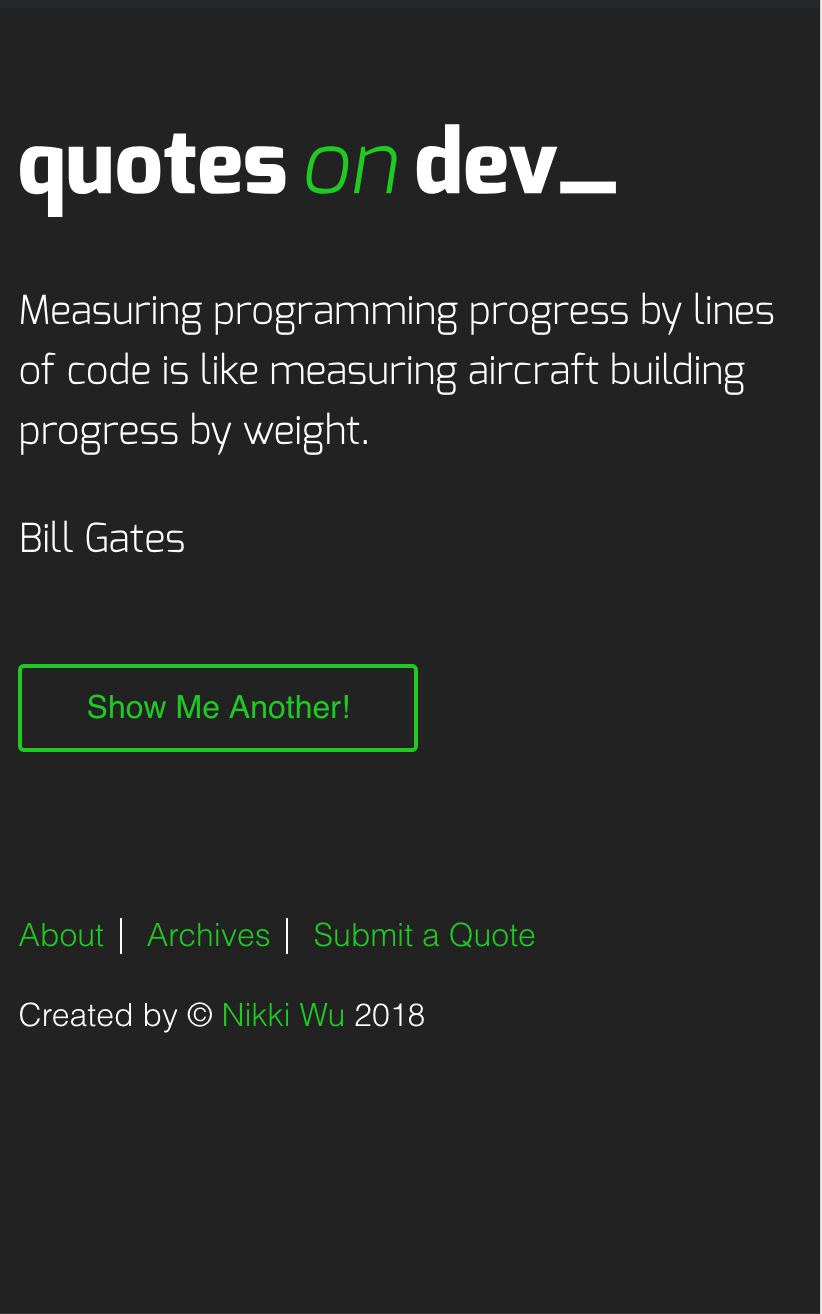 quotes on dev_
Measuring programming progress by lines
of code is like measuring aircraft building
progress by weight.
Bill Gates
Show Me Another!
About | Archives | Submit a Quote
Created by © Nikki Wu 2018